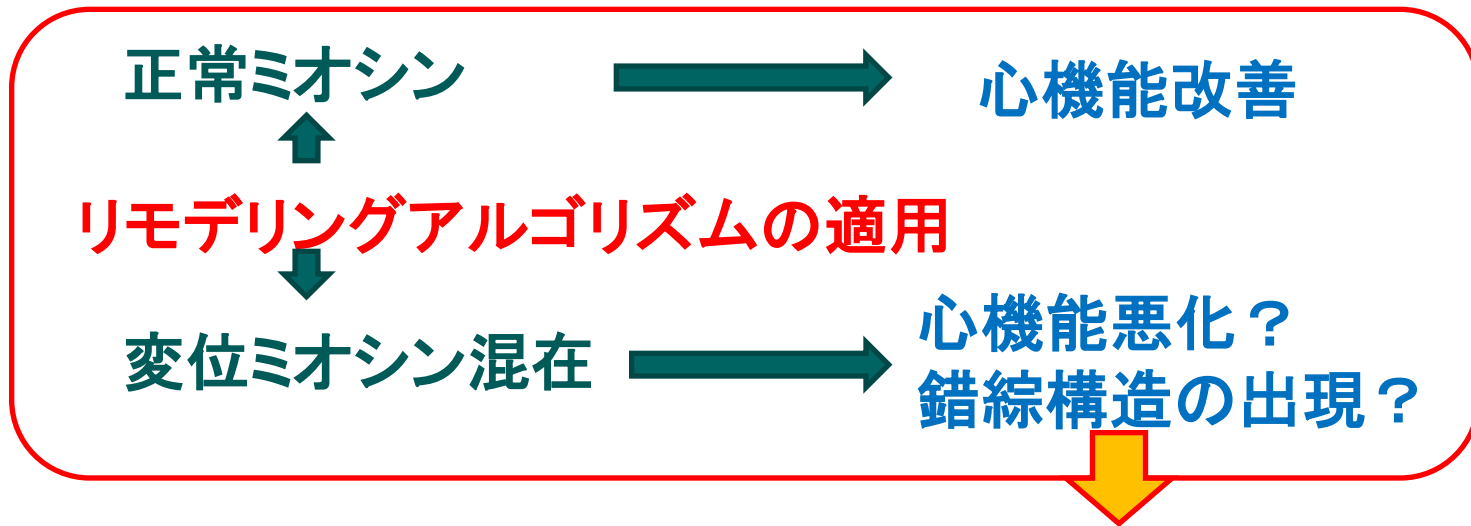 正常ミオシン
心機能改善
リモデリングアルゴリズムの適用
変位ミオシン混在
心機能悪化？
錯綜構造の出現？